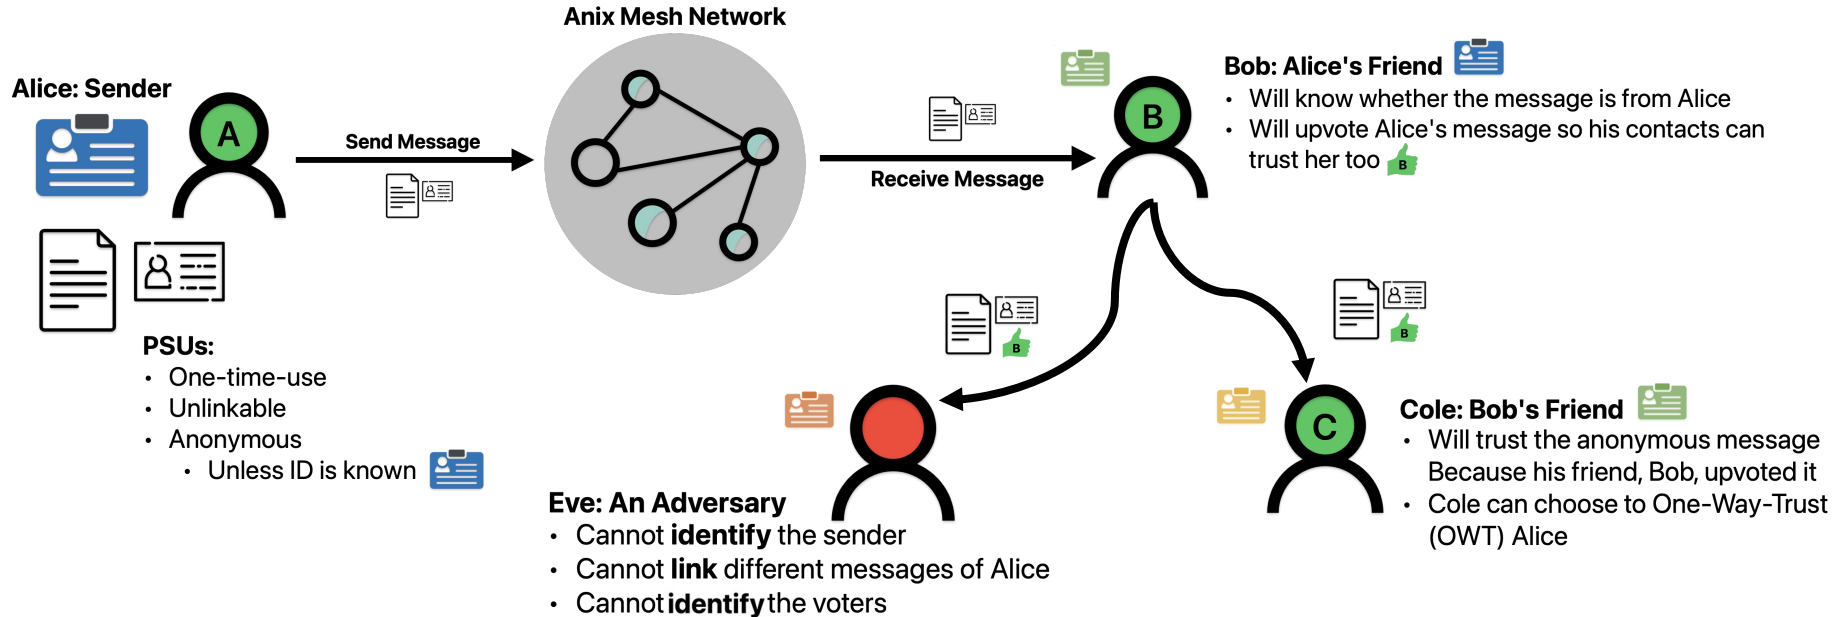 Anix Mesh Network
Alice: Sender
A
Send Message
Receive Message
B
Bob: Alice's Friend
• Will know whether the message is from Alice
• Will upvote Alice's message so his contacts can
trust her too
B
PSUs:
• One-time-use
• Unlinkable
• Anonymous
• Unless ID is known
B
B
Eve: An Adversary
• Cannot identify the sender
• Cannot link different messages of Alice
• Cannot identify the voters
C
Cole: Bob's Friend
• Will trust the anonymous message
Because his friend, Bob, upvoted it
• Cole can choose to One-Way-Trust
(OWT) Alice